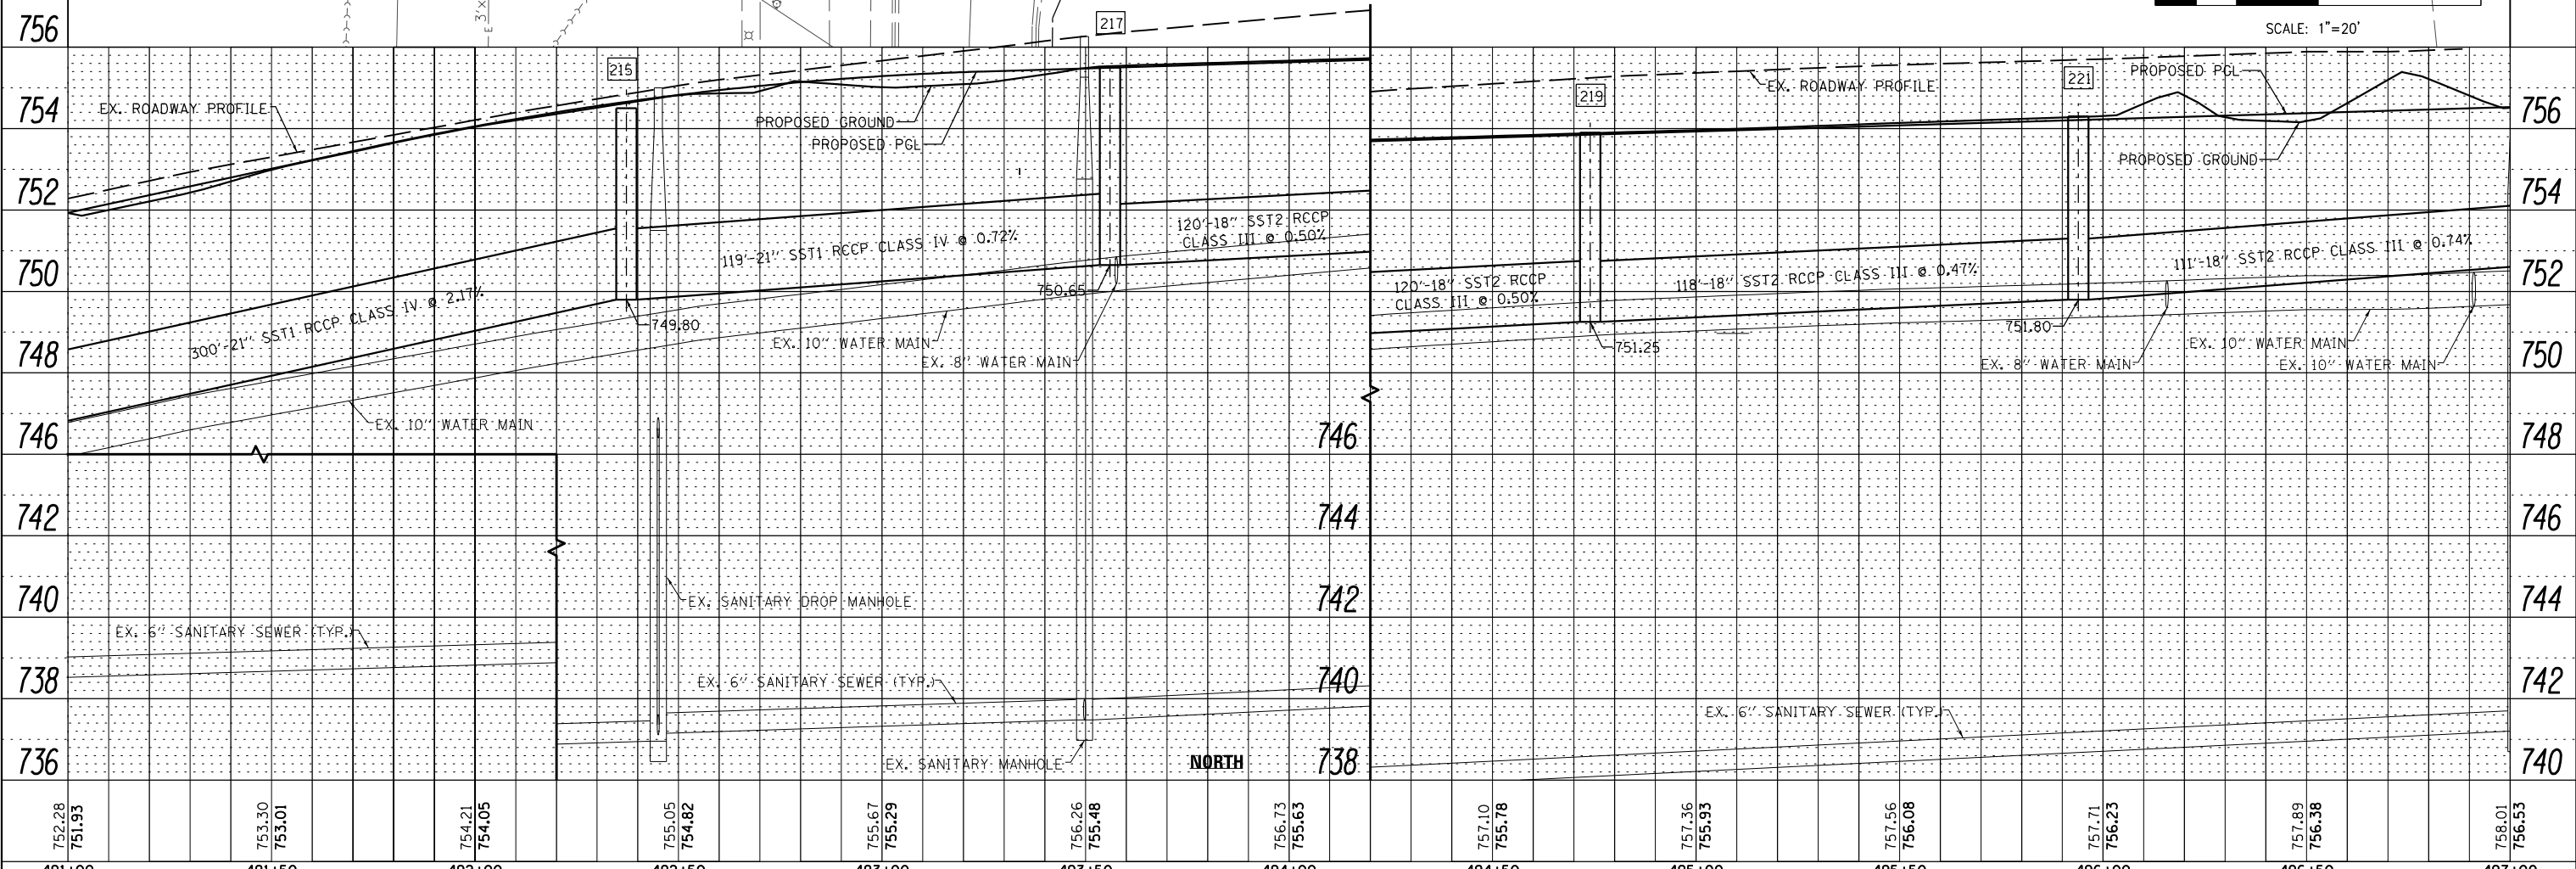 SCALE: 1"=20'
756
754
752
750
748
746
742
740
738
736
EX. ROADWAY PROFILE
215
217
PROPOSED GROUND
PROPOSED PGL
300'-21" SST1 RCCP CLASS IV @ 2.17%
119'-21" SST1 RCCP CLASS IV @ 0.72%
120'-18" SST2 RCCP
CLASS III @ 0.50%
749.80
750.65
EX. 10" WATER MAIN
EX. 8" WATER MAIN
EX. 10" WATER MAIN
EX. SANITARY DROP MANHOLE
EX. 6" SANITARY SEWER (TYP.)
EX. 6" SANITARY SEWER (TYP.)
EX. SANITARY MANHOLE
NORTH
746
744
742
740
738
219
221
EX. ROADWAY PROFILE
PROPOSED PGL
PROPOSED GROUND
120'-18" SST2 RCCP
CLASS III @ 0.50%
118'-18" SST2 RCCP CLASS III @ 0.47%
111'-18" SST2 RCCP CLASS III @ 0.74%
751.25
751.80
EX. 8" WATER MAIN
EX. 10" WATER MAIN
EX. 10" WATER MAIN
EX. 6" SANITARY SEWER (TYP.)
756
754
752
750
748
746
744
742
740
752.28
751.93
753.30
753.01
754.21
754.05
755.05
754.82
755.67
755.29
756.26
755.48
756.73
755.63
757.10
755.78
757.36
755.93
757.56
756.08
757.71
756.23
757.89
756.38
758.01
756.53